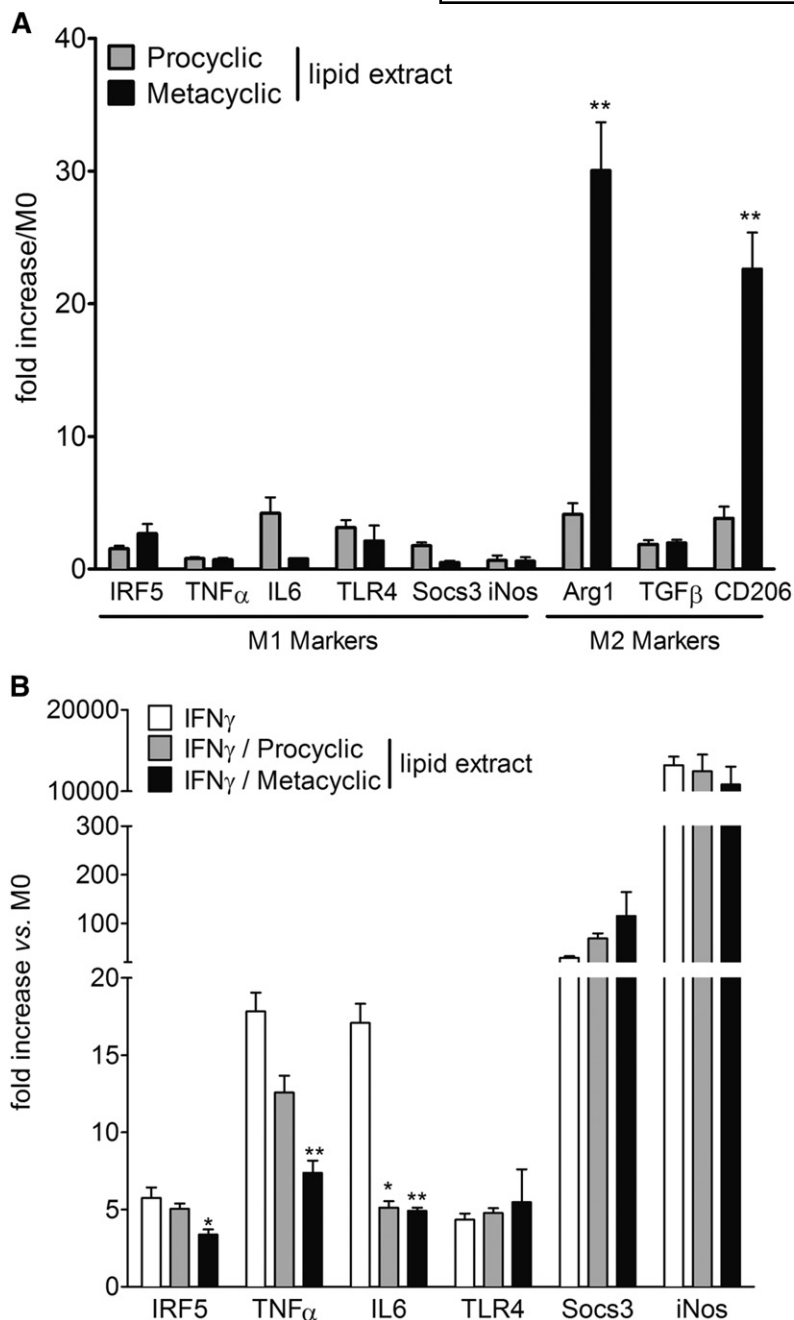 A
40
30
20
10
0
fold increase/M0
Procyclic
Metacyclic
lipid extract
**
**
IRF5 TNFα IL6 TLR4 Socs3 iNos Arg1 TGFβ CD206
M1 Markers M2 Markers
B
20000
10000
300
200
100
20
15
10
5
0
fold increase vs. M0
IFNγ
IFNγ / Procyclic
IFNγ / Metacyclic
lipid extract
*
**
*
**
IRF5 TNFα IL6 TLR4 Socs3 iNos